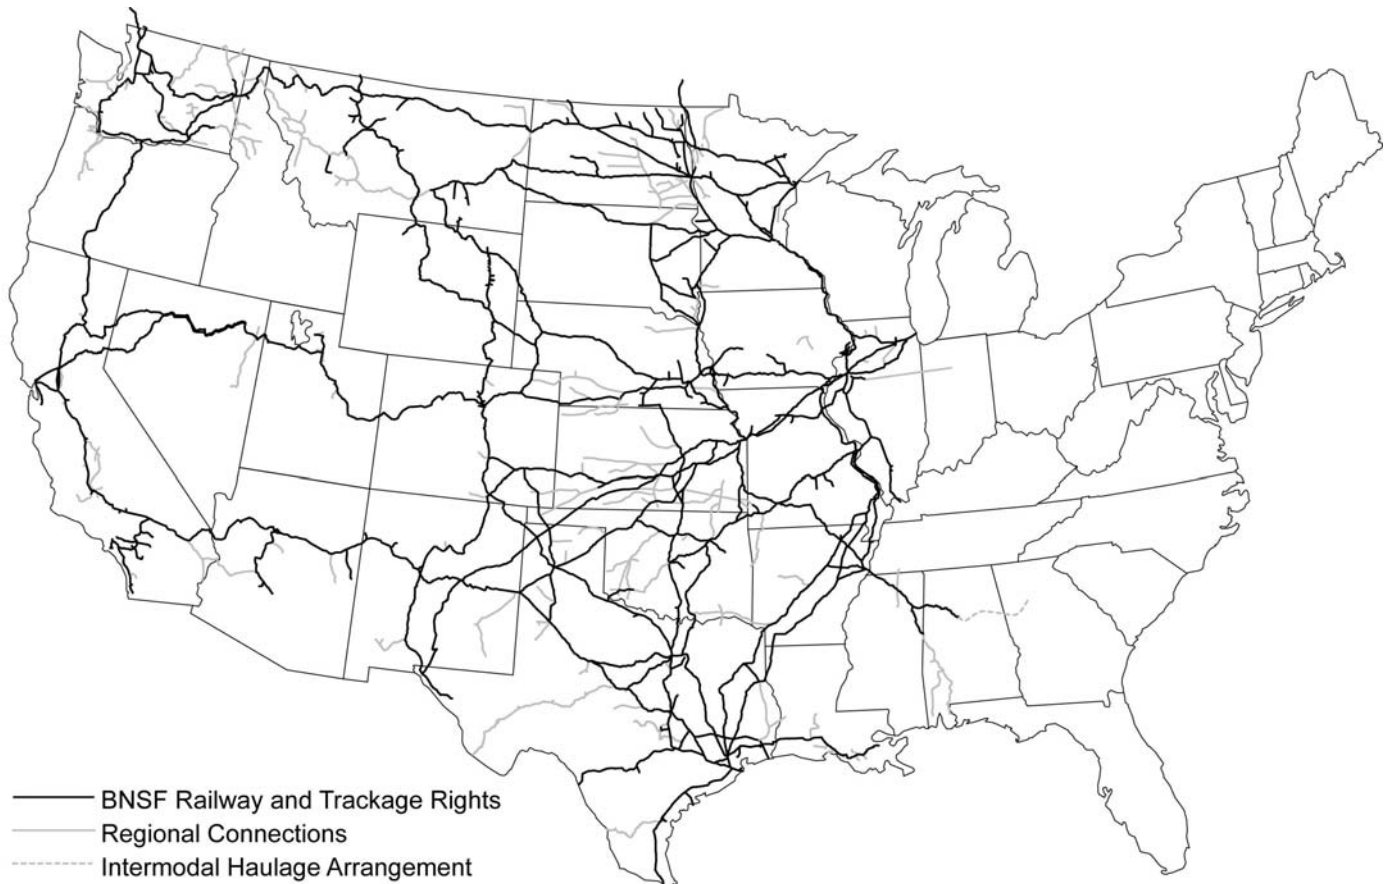 BNSF Railway and Trackage Rights
Regional Connections
Intermodal Haulage Arrangement